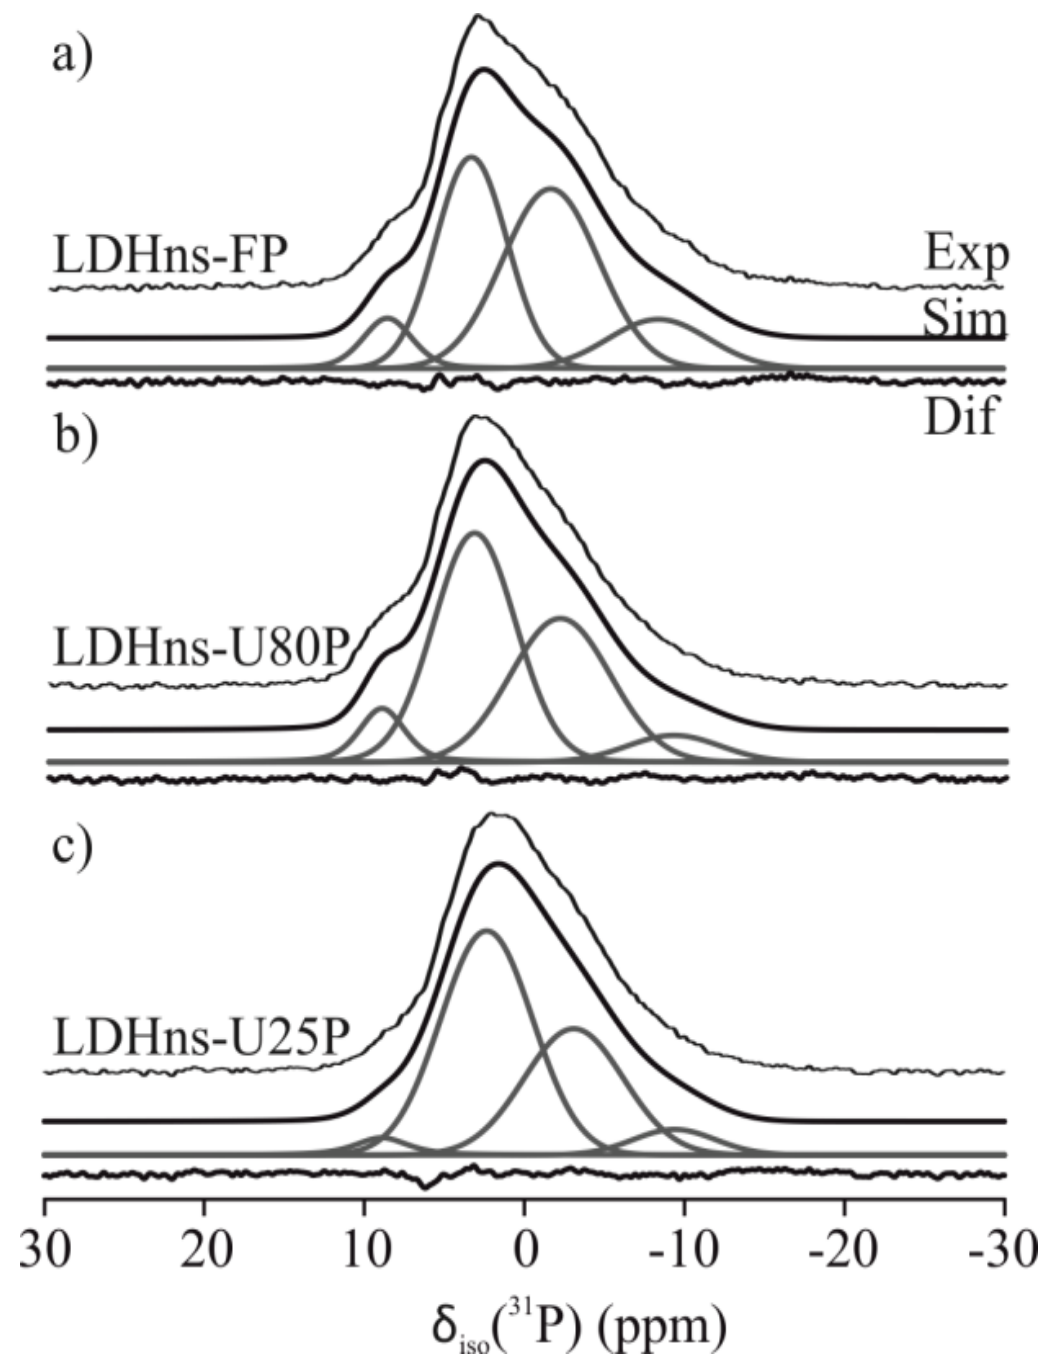 a)
LDHns-FP
Exp
Sim
Dif
b)
LDHns-U80P
c)
LDHns-U25P
30 20 10 0 -10 -20 -30
δiso(³¹P) (ppm)